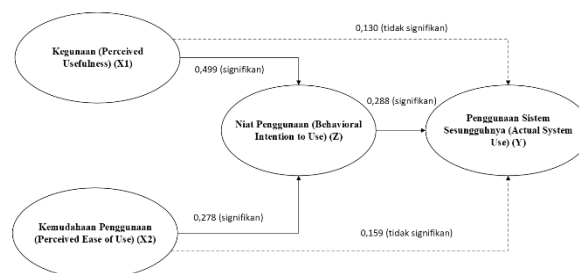 0,130 (tidak signifikan)
Kegunaan (Perceived
Usefulness) (X1)
0,499 (signifikan)
0,288 (signifikan)
Niat Penggunaan (Behavioral
Intention to Use) (Z)
Penggunaan Sistem
Sesungguhnya (Actual System
Use) (Y)
Kemudahaan Penggunaan
(Perceived Ease of Use) (X2)
0,278 (signifikan)
0,159 (tidak signifikan)